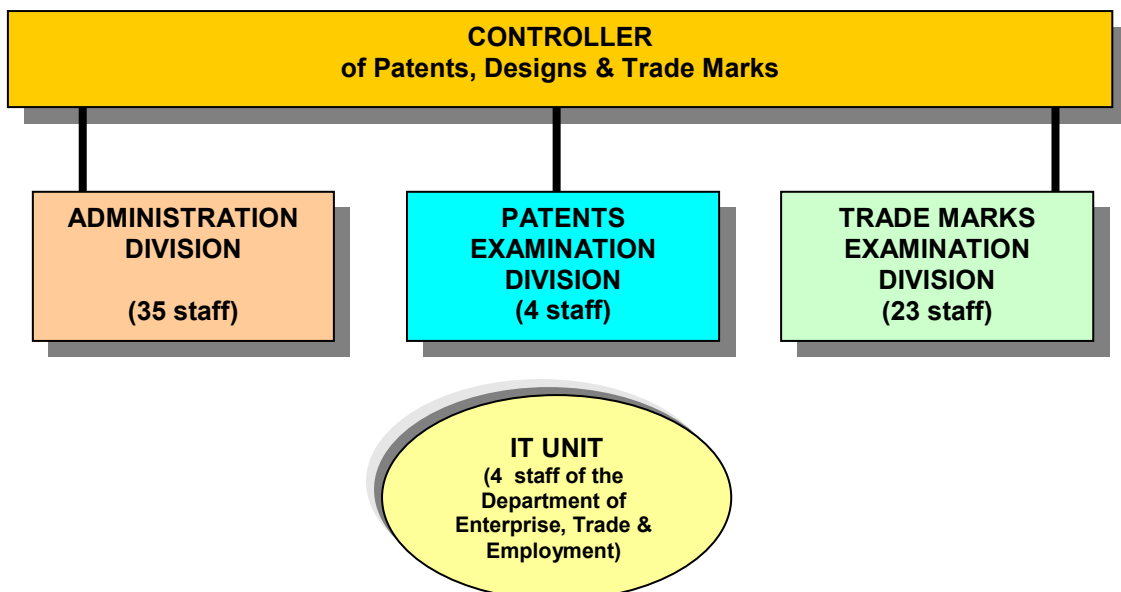 CONTROLLER
of Patents, Designs & Trade Marks
ADMINISTRATION
DIVISION
(35 staff)
PATENTS
EXAMINATION
DIVISION
(4 staff)
TRADE MARKS
EXAMINATION
DIVISION
(23 staff)
IT UNIT
(4 staff of the
Department of
Enterprise, Trade &
Employment)